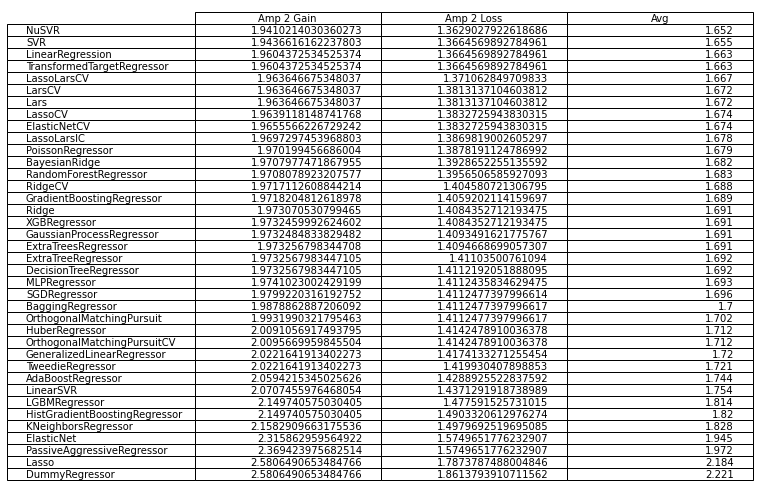 Amp 2 Gain Amp 2 Loss Avg
NuSVR 1.9410214030360273 1.3629027922618686 1.652
SVR 1.9436616162237803 1.3664569892784961 1.655
LinearRegression 1.9604372534525374 1.3664569892784961 1.663
TransformedTargetRegressor 1.9604372534525374 1.3664569892784961 1.663
LassoLarsCV 1.963646675348037 1.371062849709833 1.667
LarsCV 1.963646675348037 1.3813137104603812 1.672
Lars 1.963646675348037 1.3813137104603812 1.672
LassoCV 1.9639118148741768 1.3832725943830315 1.674
ElasticNetCV 1.9655566226729242 1.3832725943830315 1.674
LassoLarsIC 1.9697297453968803 1.3869819002605297 1.678
PoissonRegressor 1.970199456686004 1.3878191124786992 1.679
BayesianRidge 1.9707977471867955 1.3928652255135592 1.682
RandomForestRegressor 1.9708078923207577 1.3956506585927093 1.683
RidgeCV 1.9717112608844214 1.404580721306795 1.688
GradientBoostingRegressor 1.9718204812618978 1.4059202114159697 1.689
Ridge 1.973070530799465 1.4084352712193475 1.691
XGBRegressor 1.9732459992624602 1.4084352712193475 1.691
GaussianProcessRegressor 1.9732484833829482 1.4093491621775767 1.691
ExtraTreesRegressor 1.973256798344708 1.4094668699057307 1.691
ExtraTreeRegressor 1.9732567983447105 1.41103500761094 1.692
DecisionTreeRegressor 1.9732567983447105 1.4112192051888095 1.692
MLPRegressor 1.9741023002429199 1.4112435834629475 1.693
SGDRegressor 1.9799220316192752 1.4112477397996614 1.696
BaggingRegressor 1.9878862887206092 1.4112477397996617 1.7
OrthogonalMatchingPursuit 1.9931990321795463 1.4112477397996617 1.702
HuberRegressor 2.0091056917493795 1.4142478910036378 1.712
OrthogonalMatchingPursuitCV 2.0095669959845504 1.4142478910036378 1.712
GeneralizedLinearRegressor 2.0221641913402273 1.4174133271255454 1.72
TweedieRegressor 2.0221641913402273 1.419930407898853 1.721
AdaBoostRegressor 2.0594215345025626 1.4288925522837592 1.744
LinearSVR 2.0707455976468054 1.4371291918738989 1.754
LGBMRegressor 2.149740575030405 1.477591525731015 1.814
HistGradientBoostingRegressor 2.149740575030405 1.4903320612976274 1.82
KNeighborsRegressor 2.1582909663175536 1.4979692519695085 1.828
ElasticNet 2.315862959564922 1.5749651776232907 1.945
PassiveAggressiveRegressor 2.369423975682514 1.5749651776232907 1.972
Lasso 2.5806490653484766 1.7873787488004846 2.184
DummyRegressor 2.5806490653484766 1.8613793910711562 2.221